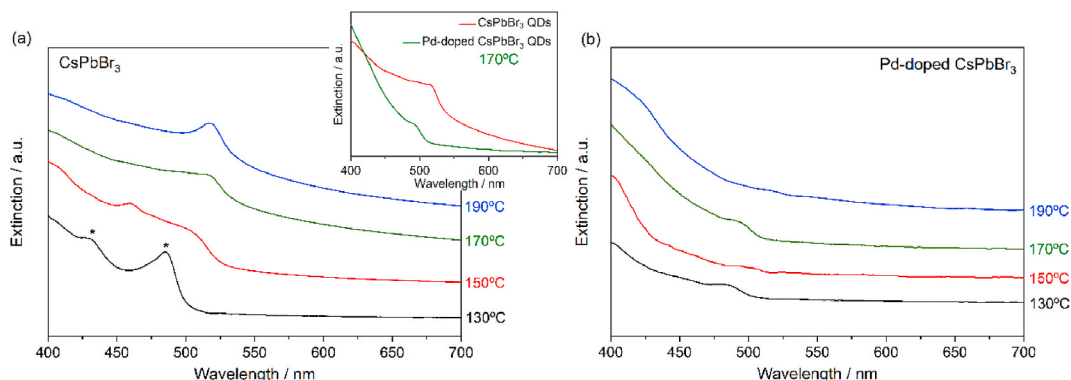 (a)
CsPbBr₃
Extinction / a.u.
190ºC
170ºC
150ºC
130ºC
* *
400 450 500 550 600 650 700
Wavelength / nm
CsPbBr₃ QDs
Pd-doped CsPbBr₃ QDs
170ºC
Extinction / a.u.
400 500 600 700
Wavelength / nm
(b)
Pd-doped CsPbBr₃
Extinction / a.u.
190ºC
170ºC
150ºC
130ºC
400 450 500 550 600 650 700
Wavelength / nm